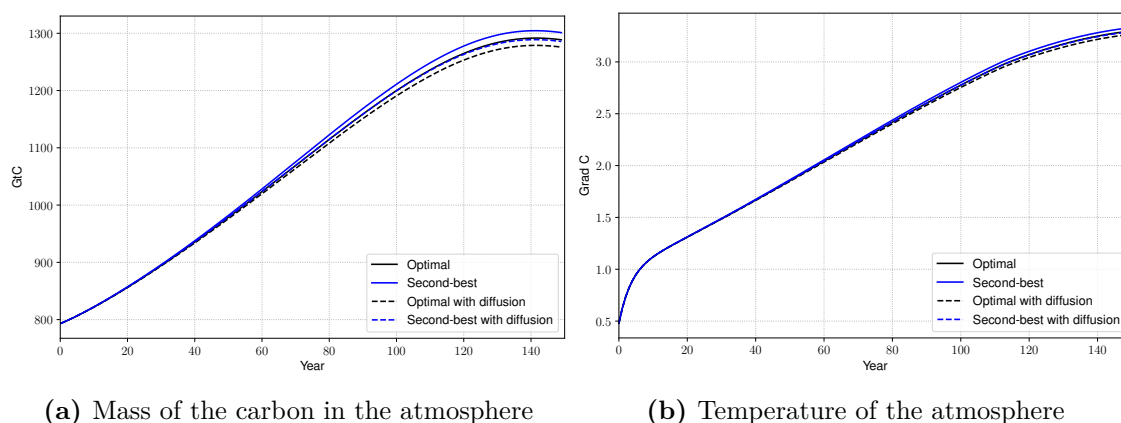 1300
1200
1100
1000
900
800
GtC
0 20 40 60 80 100 120 140
Year
Optimal
Second-best
Optimal with diffusion
Second-best with diffusion
(a) Mass of the carbon in the atmosphere
3.0
2.5
2.0
1.5
1.0
0.5
Grad C
0 20 40 60 80 100 120 140
Year
Optimal
Second-best
Optimal with diffusion
Second-best with diffusion
(b) Temperature of the atmosphere